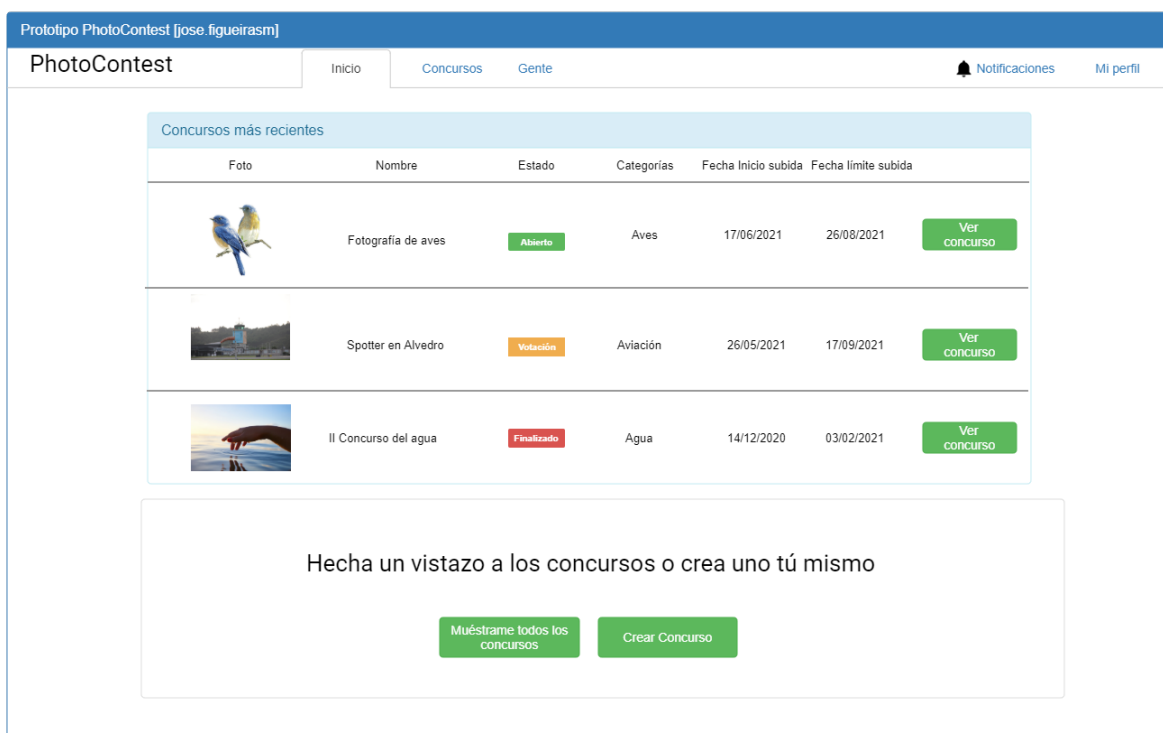 Prototipo PhotoContest [jose.figueirasm]
PhotoContest Inicio Concursos Gente Notificaciones Mi perfil
Concursos más recientes
Foto Nombre Estado Categorías Fecha Inicio subida Fecha límite subida
Fotografía de aves Abierto Aves 17/06/2021 26/08/2021 Ver
concurso
Spotter en Alvedro Votación Aviación 26/05/2021 17/09/2021 Ver
concurso
II Concurso del agua Finalizado Agua 14/12/2020 03/02/2021 Ver
concurso
Hecha un vistazo a los concursos o crea uno tú mismo
Muéstrame todos los
concursos
Crear Concurso